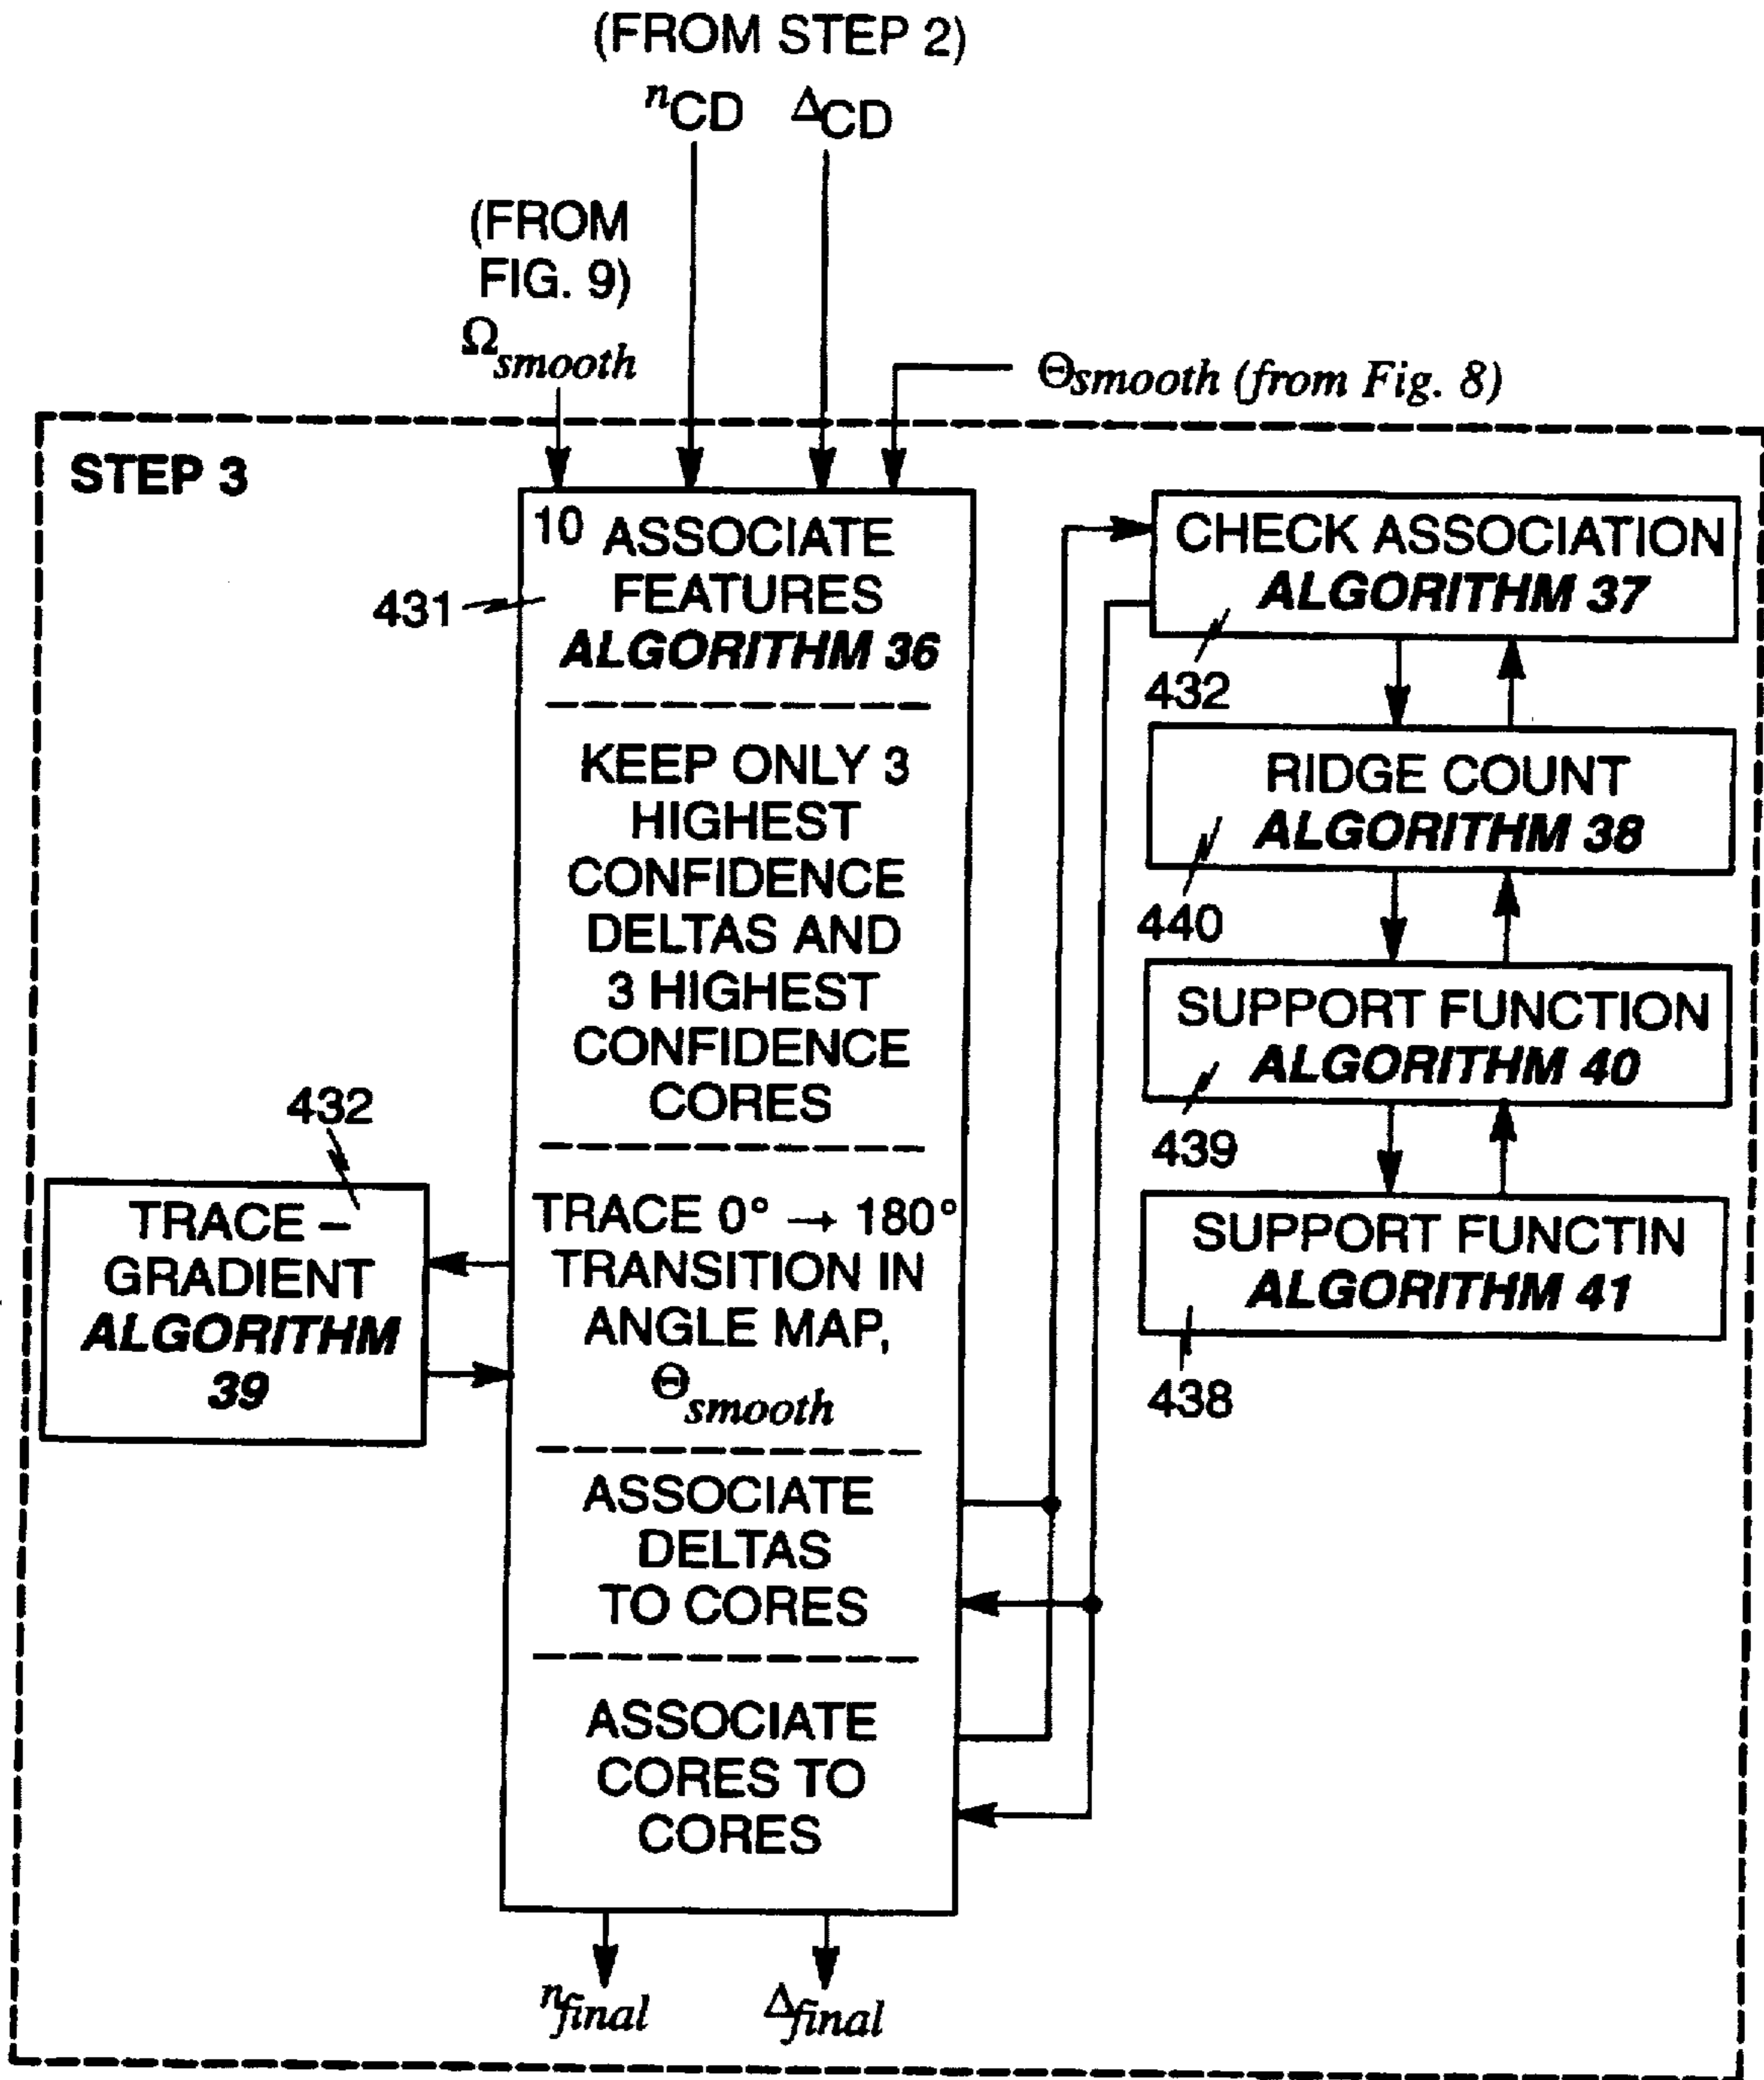 (FROM STEP 2)
nCD ΔCD
(FROM
FIG. 9)
Ωsmooth
Θsmooth (from Fig. 8)
STEP 3
10 ASSOCIATE
FEATURES
ALGORITHM 36
431
KEEP ONLY 3
HIGHEST
CONFIDENCE
DELTAS AND
3 HIGHEST
CONFIDENCE
CORES
TRACE 0° → 180°
TRANSITION IN
ANGLE MAP,
Θsmooth
ASSOCIATE
DELTAS
TO CORES
ASSOCIATE
CORES TO
CORES
432
TRACE –
GRADIENT
ALGORITHM
39
CHECK ASSOCIATION
ALGORITHM 37
432
RIDGE COUNT
ALGORITHM 38
440
SUPPORT FUNCTION
ALGORITHM 40
439
SUPPORT FUNCTIN
ALGORITHM 41
438
nfinal Δfinal